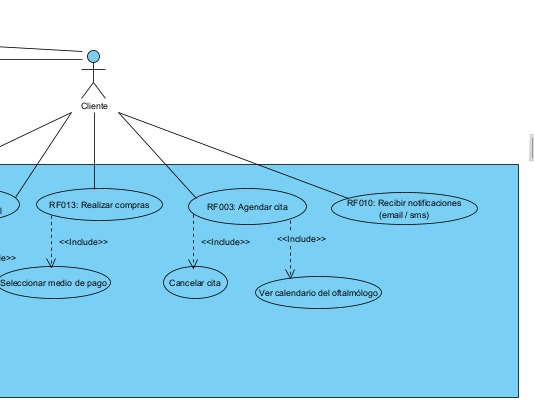 Cliente
RF013: Realizar compras
RF003: Agendar cita
RF010: Recibir notificaciones
(email / sms)
<<Include>>
<<Include>>
<<Include>>
Seleccionar medio de pago
Cancelar cita
Ver calendario del oftalmólogo